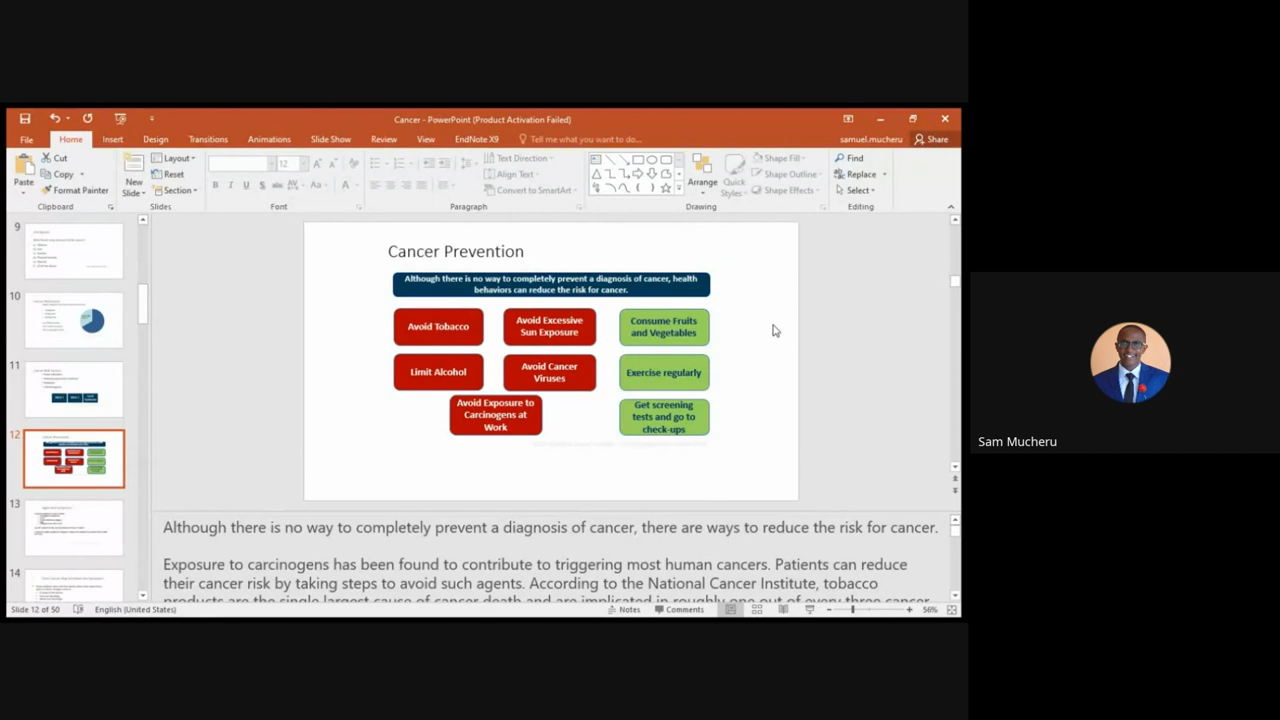 Cancer - PowerPoint (Product Activation Failed)
File Home Insert Design Transitions Animations Slide Show Review View EndNote X9 Tell me what you want to do... samuel.mucheru Share
Paste
Cut
Copy
Format Painter
Clipboard
New
Slide
Layout
Reset
Section
Slides
12
Font
Text Direction
Align Text
Convert to SmartArt
Paragraph
Arrange
Quick
Styles
Shape Fill
Shape Outline
Shape Effects
Drawing
Find
Replace
Select
Editing
9
10
11
12
13
14
Cancer Prevention
Although there is no way to completely prevent a diagnosis of cancer, health
behaviors can reduce the risk for cancer.
Avoid Tobacco
Avoid Excessive
Sun Exposure
Consume Fruits
and Vegetables
Limit Alcohol
Avoid Cancer
Viruses
Exercise regularly
Avoid Exposure to
Carcinogens at
Work
Get screening
tests and go to
check-ups
Although there is no way to completely prevent a diagnosis of cancer, there are ways to reduce the risk for cancer.
Exposure to carcinogens has been found to contribute to triggering most human cancers. Patients can reduce
their cancer risk by taking steps to avoid such agents. According to the National Cancer Institute, tobacco
products are the single largest cause of cancer death and are implicated in roughly one out of every three cancer
Slide 12 of 50 English (United States) Notes Comments 56%
Sam Mucheru